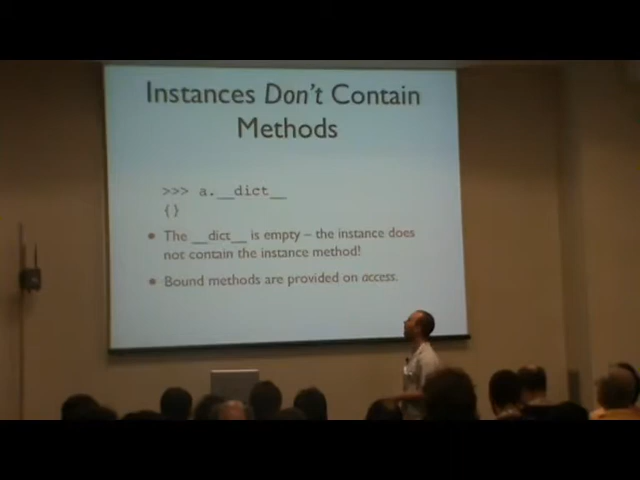 Instances Don't Contain
Methods
>>> a.__dict__
{}
• The __dict__ is empty – the instance does
not contain the instance method!
• Bound methods are provided on access.